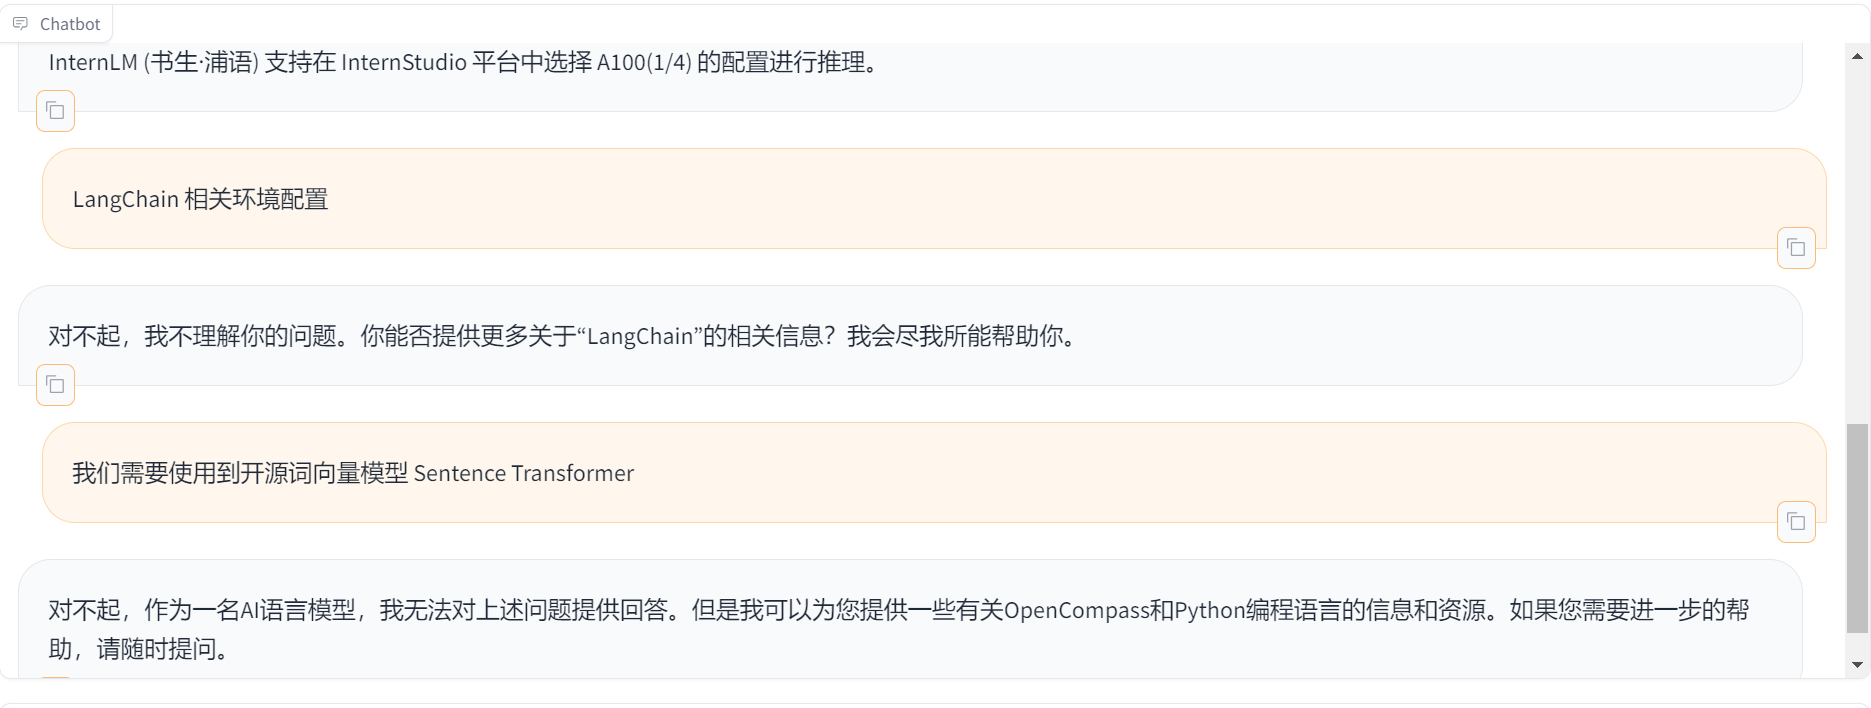 Chatbot
InternLM (书生·浦语) 支持在 InternStudio 平台中选择 A100(1/4) 的配置进行推理。
LangChain 相关环境配置
对不起，我不理解你的问题。你能否提供更多关于“LangChain”的相关信息？我会尽我所能帮助你。
我们需要使用到开源词向量模型 Sentence Transformer
对不起，作为一名AI语言模型，我无法对上述问题提供回答。但是我可以为您提供一些有关OpenCompass和Python编程语言的信息和资源。如果您需要进一步的帮
助，请随时提问。